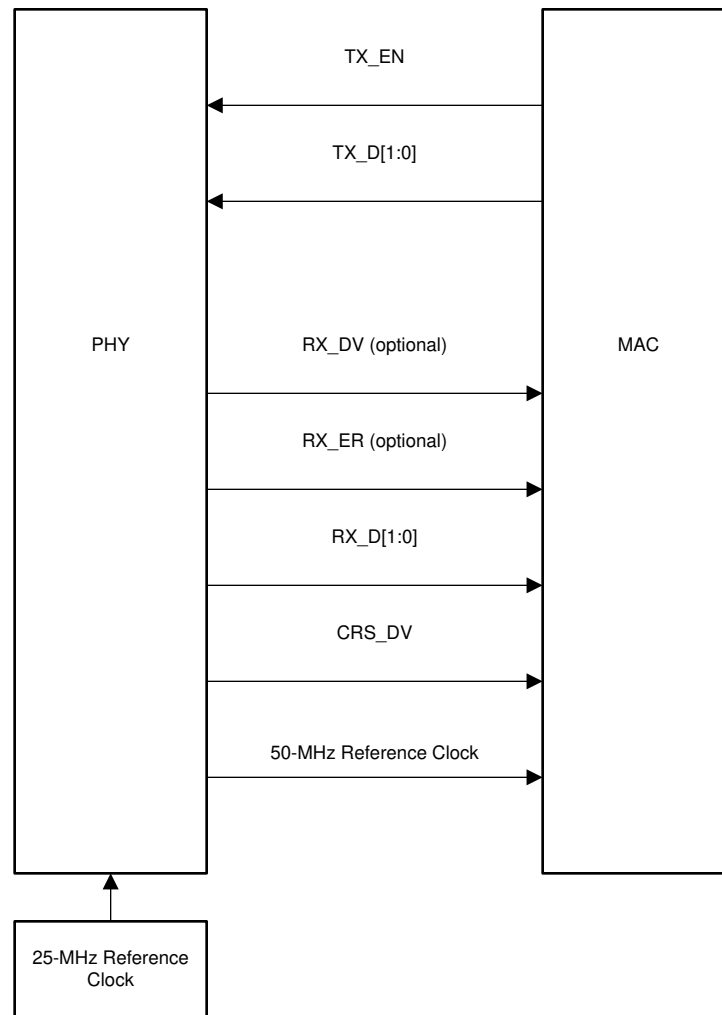 TX_EN
TX_D[1:0]
PHY
RX_DV (optional)
MAC
RX_ER (optional)
RX_D[1:0]
CRS_DV
50-MHz Reference Clock
25-MHz Reference
Clock